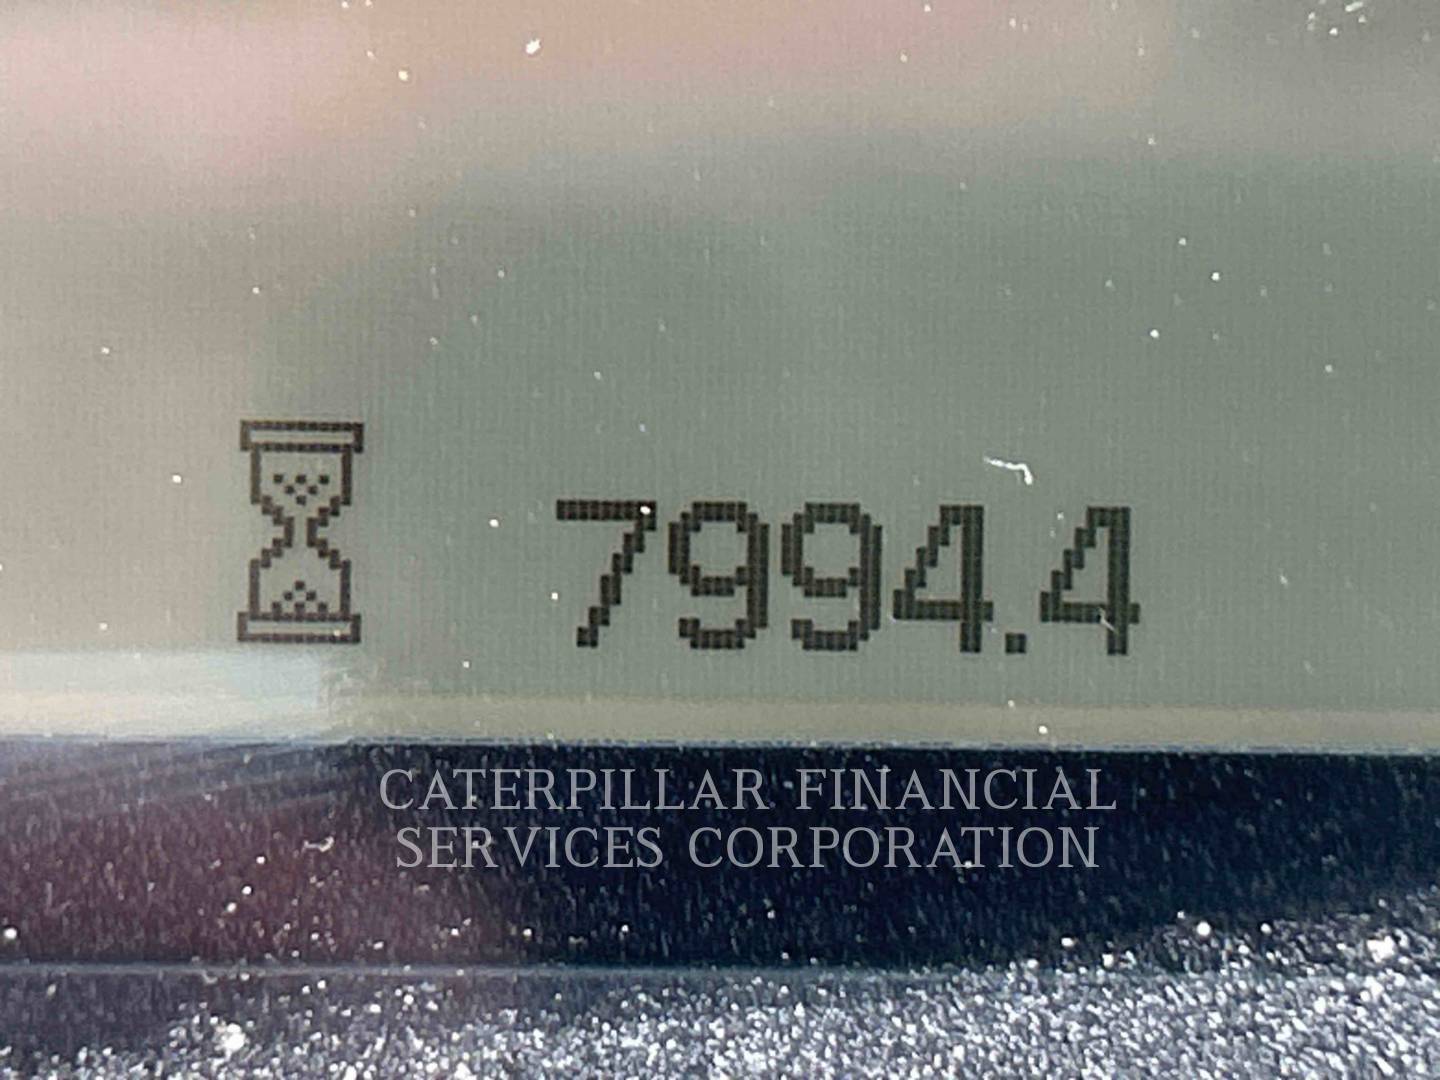 7994.4
CATERPILLAR FINANCIAL
SERVICES CORPORATION